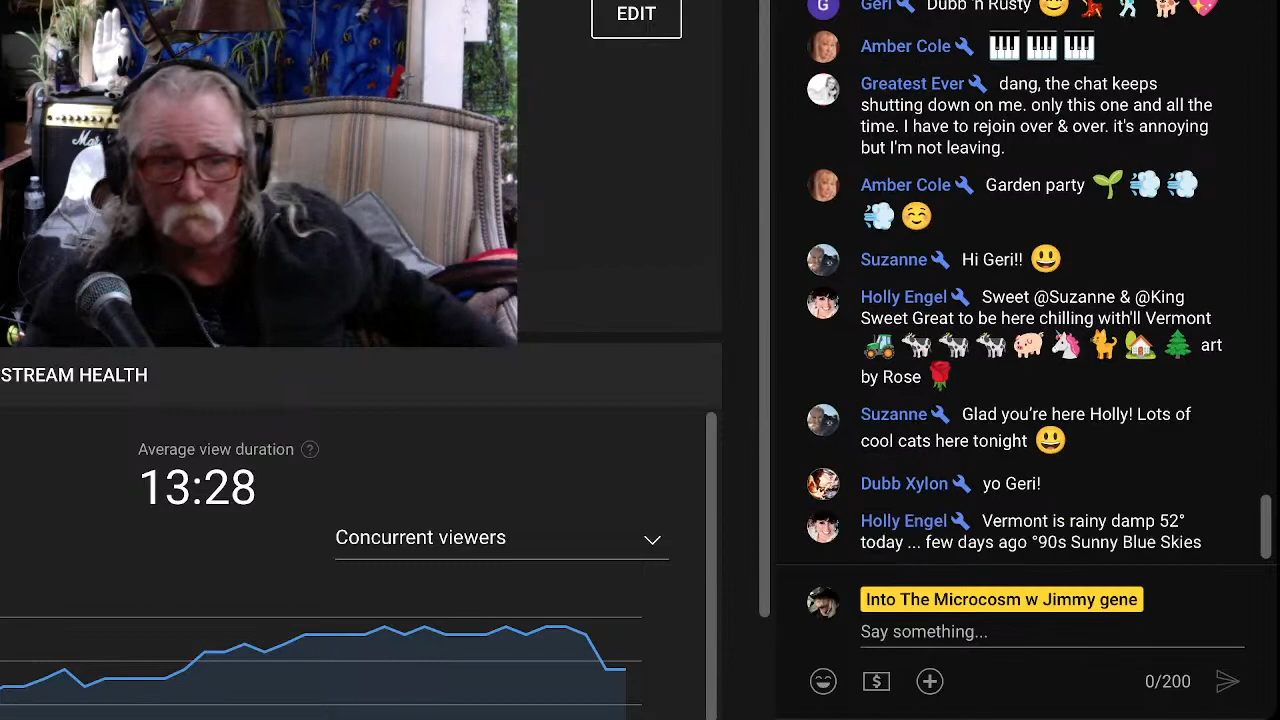 EDIT
Mar
STREAM HEALTH
Average view duration ?
13:28
Concurrent viewers
G Geri Dubb 'n Rusty
Amber Cole
Greatest Ever dang, the chat keeps
shutting down on me. only this one and all the
time. I have to rejoin over & over. it's annoying
but I'm not leaving.
Amber Cole Garden party
Suzanne Hi Geri!!
Holly Engel Sweet @Suzanne & @King
Sweet Great to be here chilling with'll Vermont
art
by Rose
Suzanne Glad you’re here Holly! Lots of
cool cats here tonight
Dubb Xylon yo Geri!
Holly Engel Vermont is rainy damp 52°
today ... few days ago °90s Sunny Blue Skies
Into The Microcosm w Jimmy gene
Say something...
$ 0/200